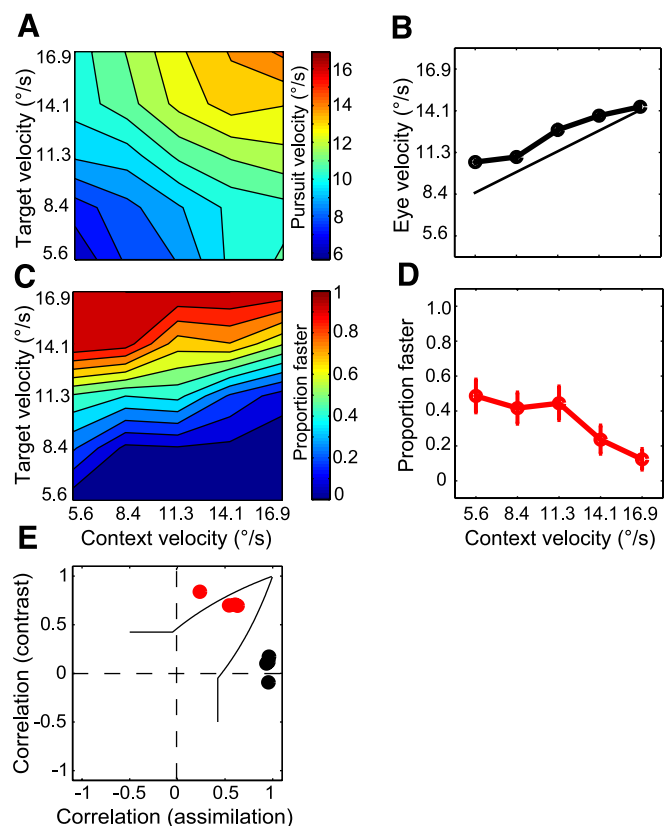 A
Target velocity (°/s)
16.9
14.1
11.3
8.4
5.6
16
14
12
10
8
6
Pursuit velocity (°/s)
B
Eye velocity (°/s)
16.9
14.1
11.3
8.4
5.6
C
Target velocity (°/s)
16.9
14.1
11.3
8.4
5.6
5.6 8.4 11.3 14.1 16.9
Context velocity (°/s)
1
0.8
0.6
0.4
0.2
0
Proportion faster
D
Proportion faster
1.0
0.8
0.6
0.4
0.2
0
5.6 8.4 11.3 14.1 16.9
Context velocity (°/s)
E
Correlation (contrast)
1
0.5
0
-0.5
-1
-1 -0.5 0 0.5 1
Correlation (assimilation)